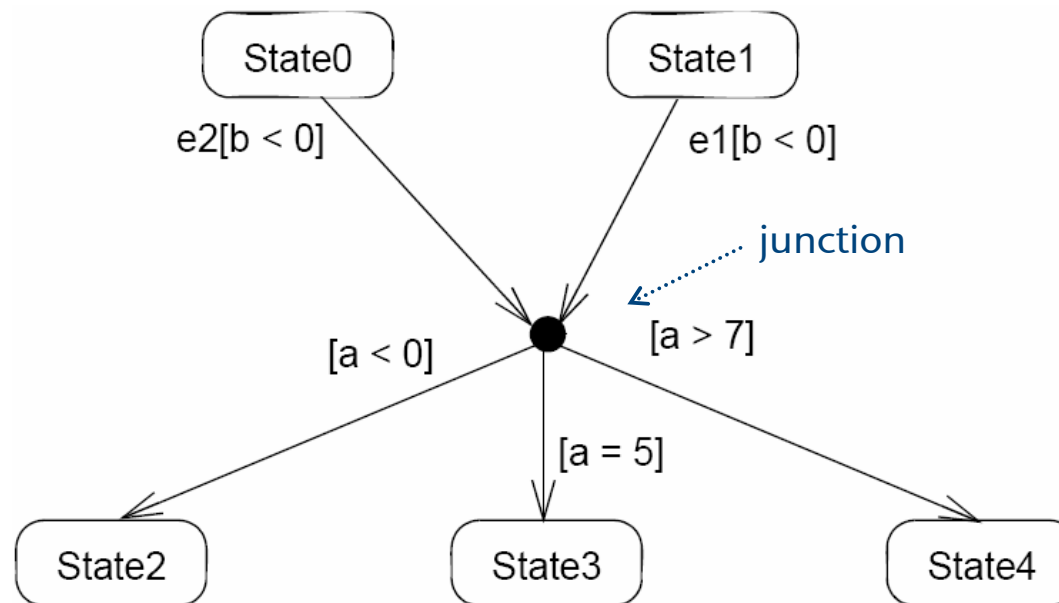 State0
State1
e2[b < 0]
e1[b < 0]
junction
[a < 0]
[a > 7]
[a = 5]
State2
State3
State4